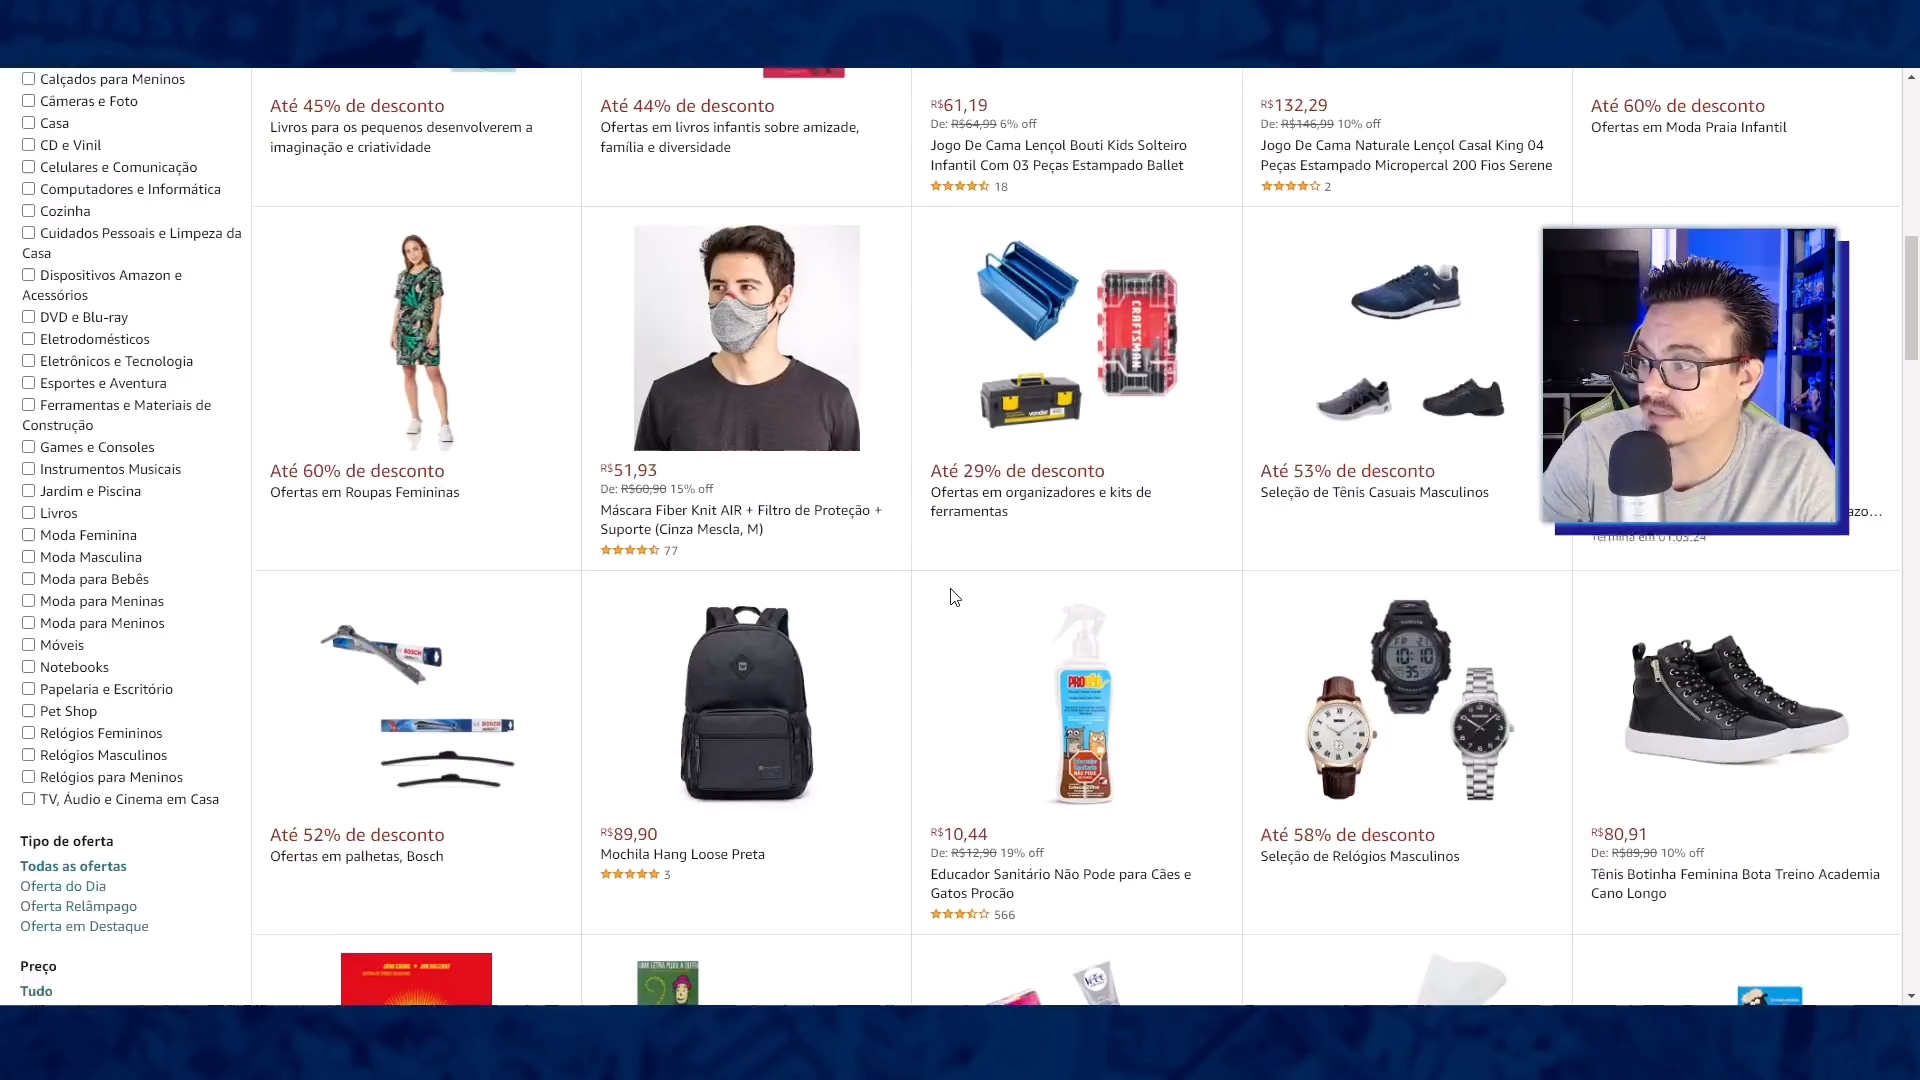 Calçados para Meninos
Câmeras e Foto
Casa
CD e Vinil
Celulares e Comunicação
Computadores e Informática
Cozinha
Cuidados Pessoais e Limpeza da
Casa
Dispositivos Amazon e
Acessórios
DVD e Blu-ray
Eletrodomésticos
Eletrônicos e Tecnologia
Esportes e Aventura
Ferramentas e Materiais de
Construção
Games e Consoles
Instrumentos Musicais
Jardim e Piscina
Livros
Moda Feminina
Moda Masculina
Moda para Bebês
Moda para Meninas
Moda para Meninos
Móveis
Notebooks
Papelaria e Escritório
Pet Shop
Relógios Femininos
Relógios Masculinos
Relógios para Meninos
TV, Áudio e Cinema em Casa
Tipo de oferta
Todas as ofertas
Oferta do Dia
Oferta Relâmpago
Oferta em Destaque
Preço
Tudo
Até 45% de desconto
Livros para os pequenos desenvolverem a
imaginação e criatividade
Até 44% de desconto
Ofertas em livros infantis sobre amizade,
família e diversidade
R$61,19
De: R$64,99 6% off
Jogo De Cama Lençol Bouti Kids Solteiro
Infantil Com 03 Peças Estampado Ballet
18
R$132,29
De: R$146,99 10% off
Jogo De Cama Naturale Lençol Casal King 04
Peças Estampado Micropercal 200 Fios Serene
2
Até 60% de desconto
Ofertas em Moda Praia Infantil
Até 60% de desconto
Ofertas em Roupas Femininas
R$51,93
De: R$60,90 15% off
Máscara Fiber Knit AIR + Filtro de Proteção +
Suporte (Cinza Mescla, M)
77
CRAFTSMAN
vonder
Até 29% de desconto
Ofertas em organizadores e kits de
ferramentas
Até 53% de desconto
Seleção de Tênis Casuais Masculinos
azo...
Termina em 01:03:24
BOSCH
BOSCH
Até 52% de desconto
Ofertas em palhetas, Bosch
R$89,90
Mochila Hang Loose Preta
3
Educador
Sanitário
NÃO PODE
R$10,44
De: R$12,90 19% off
Educador Sanitário Não Pode para Cães e
Gatos Procão
566
10:10
35
Até 58% de desconto
Seleção de Relógios Masculinos
R$80,91
De: R$89,90 10% off
Tênis Botinha Feminina Bota Treino Academia
Cano Longo
Veet